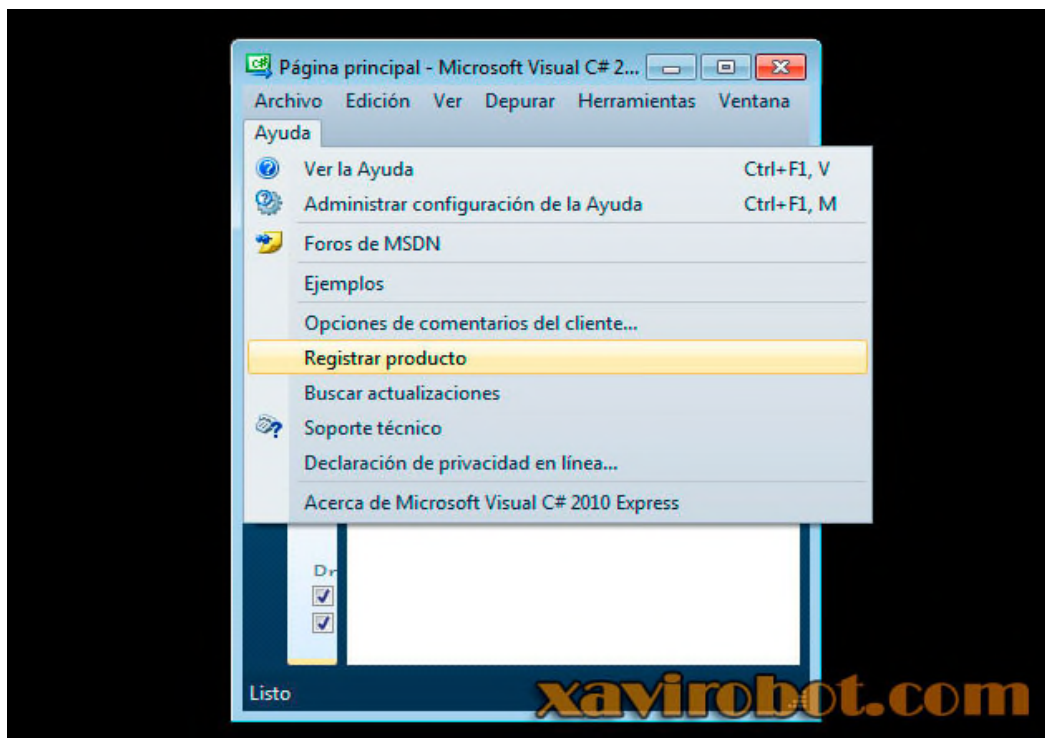 Página principal - Microsoft Visual C# 2...
Archivo Edición Ver Depurar Herramientas Ventana
Ayuda
Ver la Ayuda Ctrl+F1, V
Administrar configuración de la Ayuda Ctrl+F1, M
Foros de MSDN
Ejemplos
Opciones de comentarios del cliente...
Registrar producto
Buscar actualizaciones
Soporte técnico
Declaración de privacidad en línea...
Acerca de Microsoft Visual C# 2010 Express
Dr
Listo
xavirobot.com